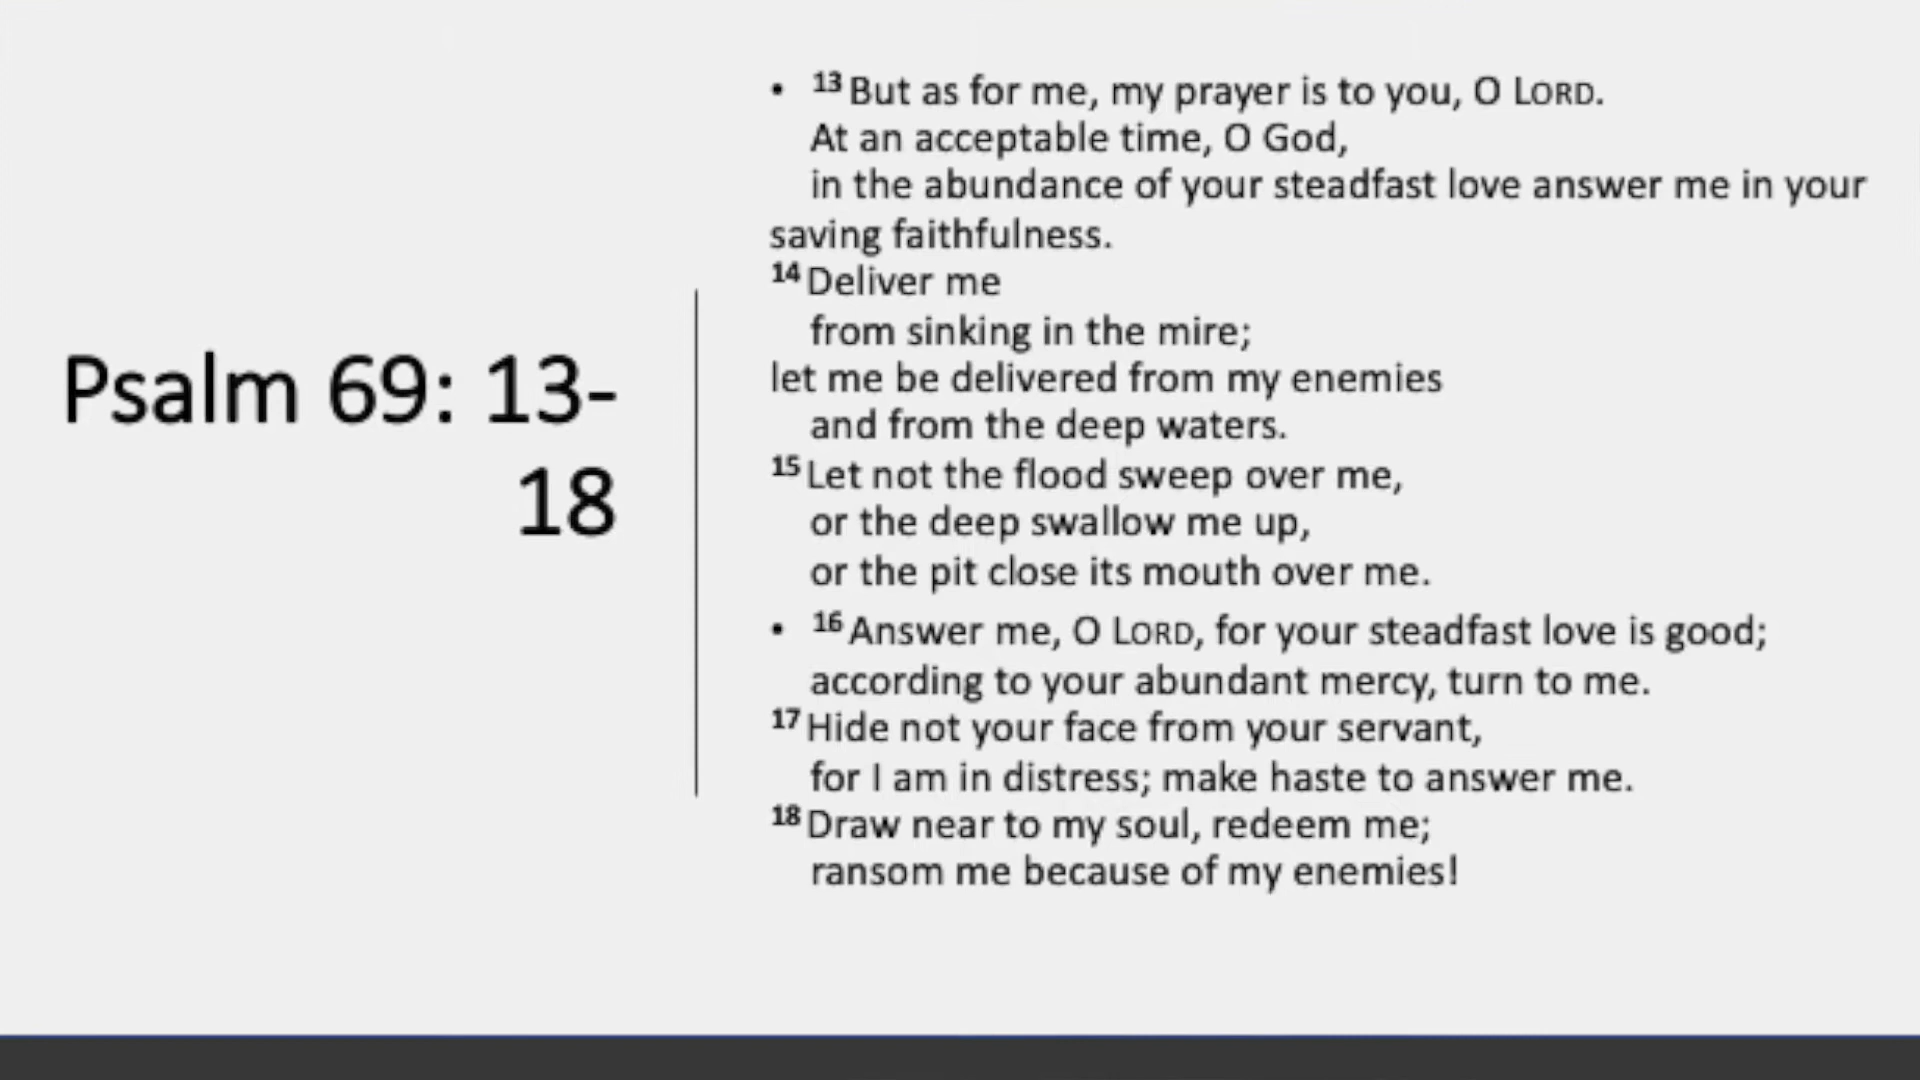 Psalm 69: 13-
18
• 13 But as for me, my prayer is to you, O LORD.
At an acceptable time, O God,
in the abundance of your steadfast love answer me in your
saving faithfulness.
14 Deliver me
from sinking in the mire;
let me be delivered from my enemies
and from the deep waters.
15 Let not the flood sweep over me,
or the deep swallow me up,
or the pit close its mouth over me.
• 16 Answer me, O LORD, for your steadfast love is good;
according to your abundant mercy, turn to me.
17 Hide not your face from your servant,
for I am in distress; make haste to answer me.
18 Draw near to my soul, redeem me;
ransom me because of my enemies!